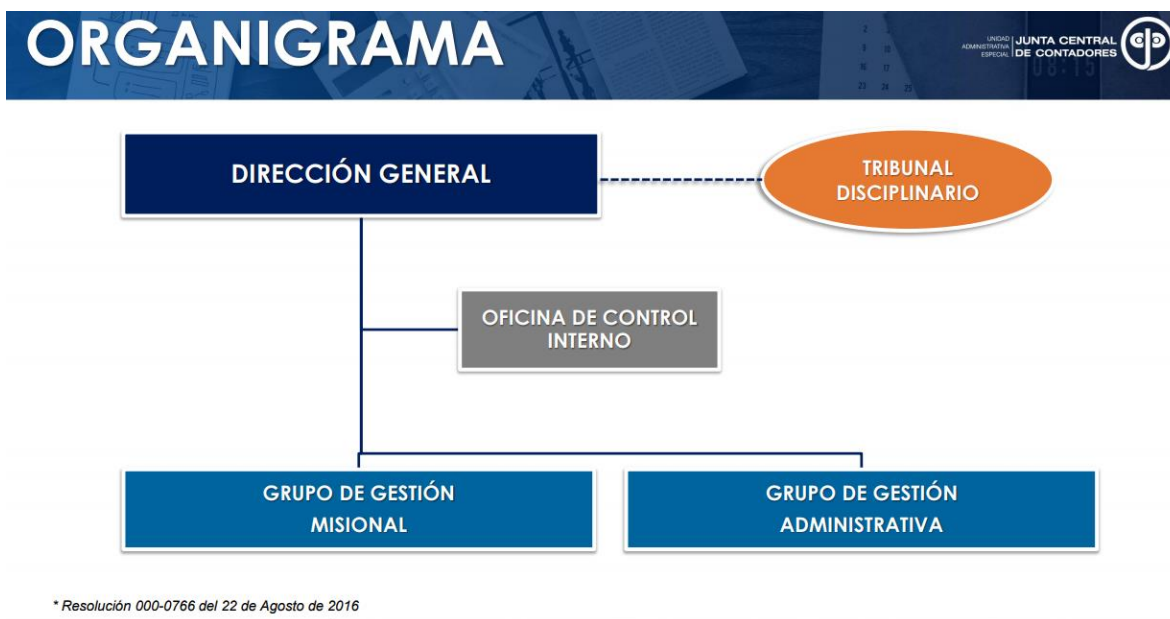 ORGANIGRAMA
UNIDAD
ADMINISTRATIVA
ESPECIAL
JUNTA CENTRAL
DE CONTADORES
DIRECCIÓN GENERAL
TRIBUNAL
DISCIPLINARIO
OFICINA DE CONTROL
INTERNO
GRUPO DE GESTIÓN
MISIONAL
GRUPO DE GESTIÓN
ADMINISTRATIVA
* Resolución 000-0766 del 22 de Agosto de 2016